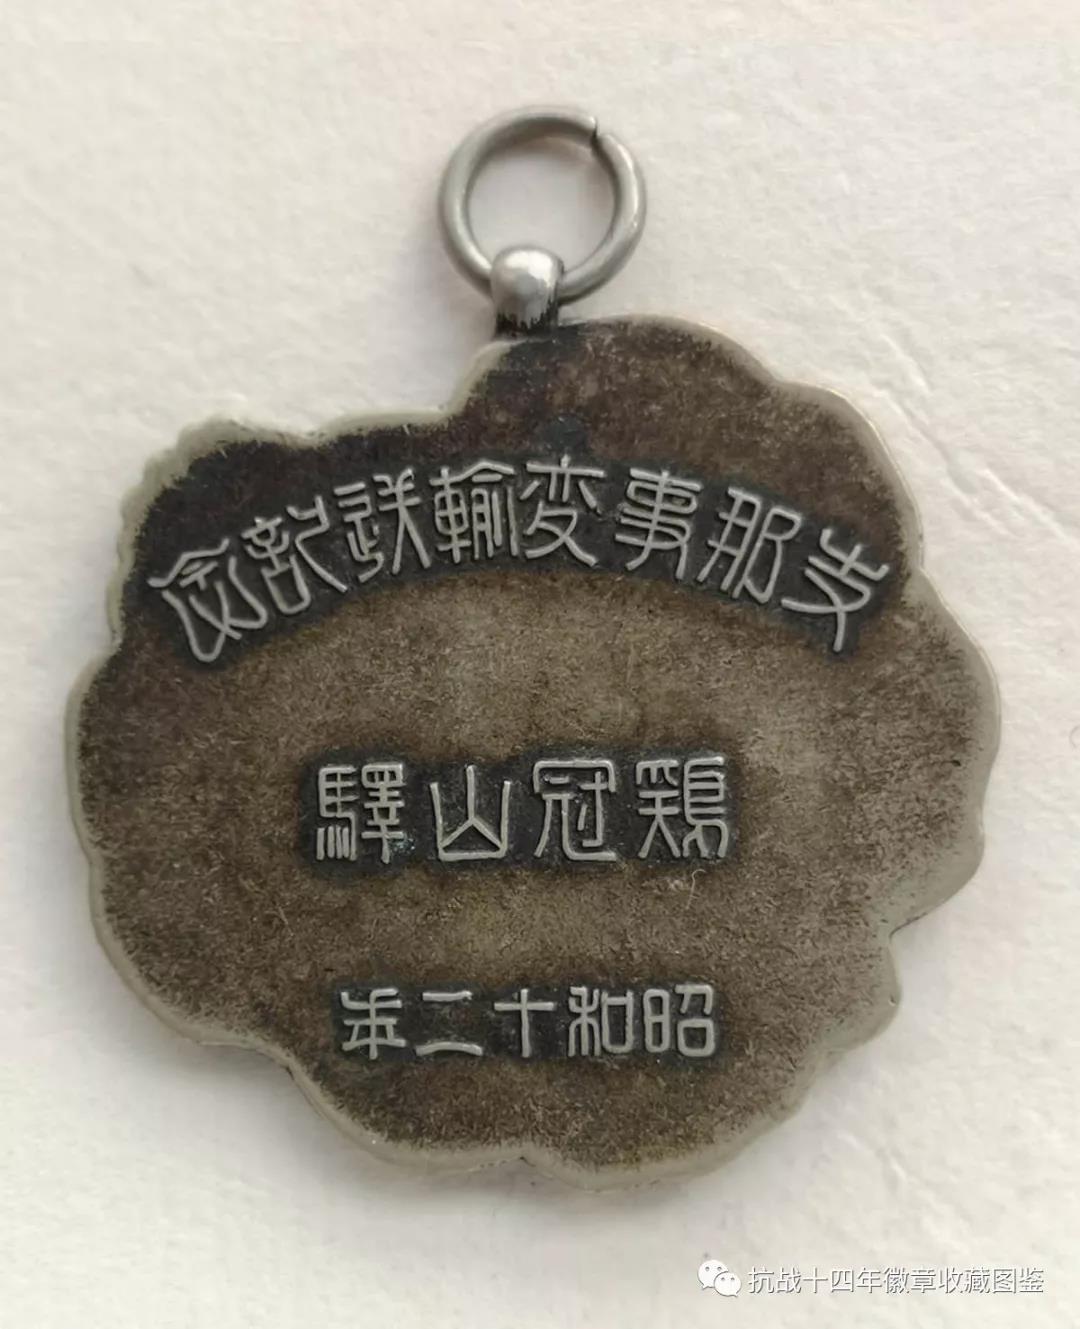 支那事変輸送記念
鶏冠山驛
昭和十二年
抗战十四年徽章收藏图鉴